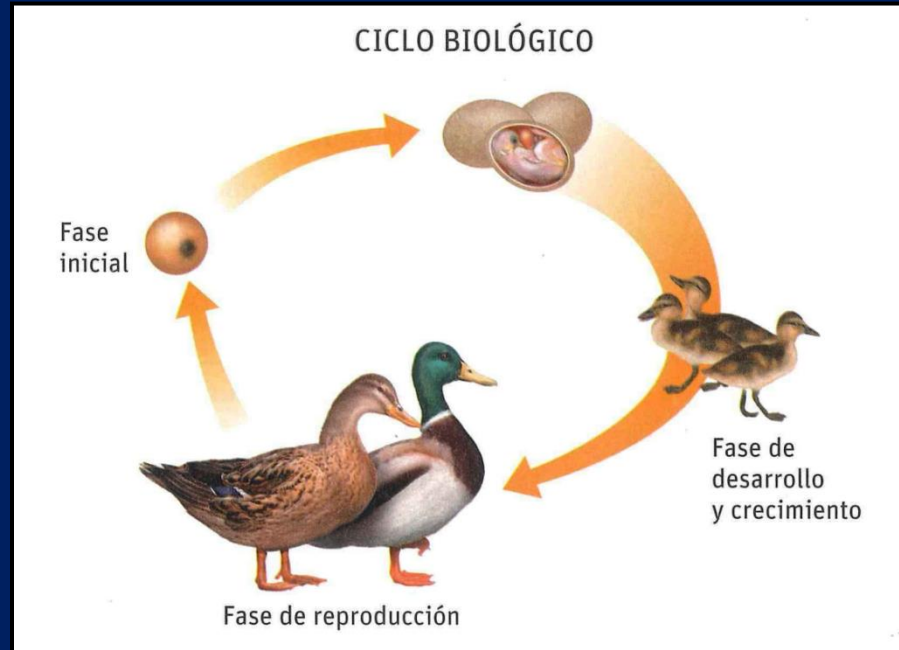 CICLO BIOLÓGICO
Fase
inicial
Fase de
desarrollo
y crecimiento
Fase de reproducción